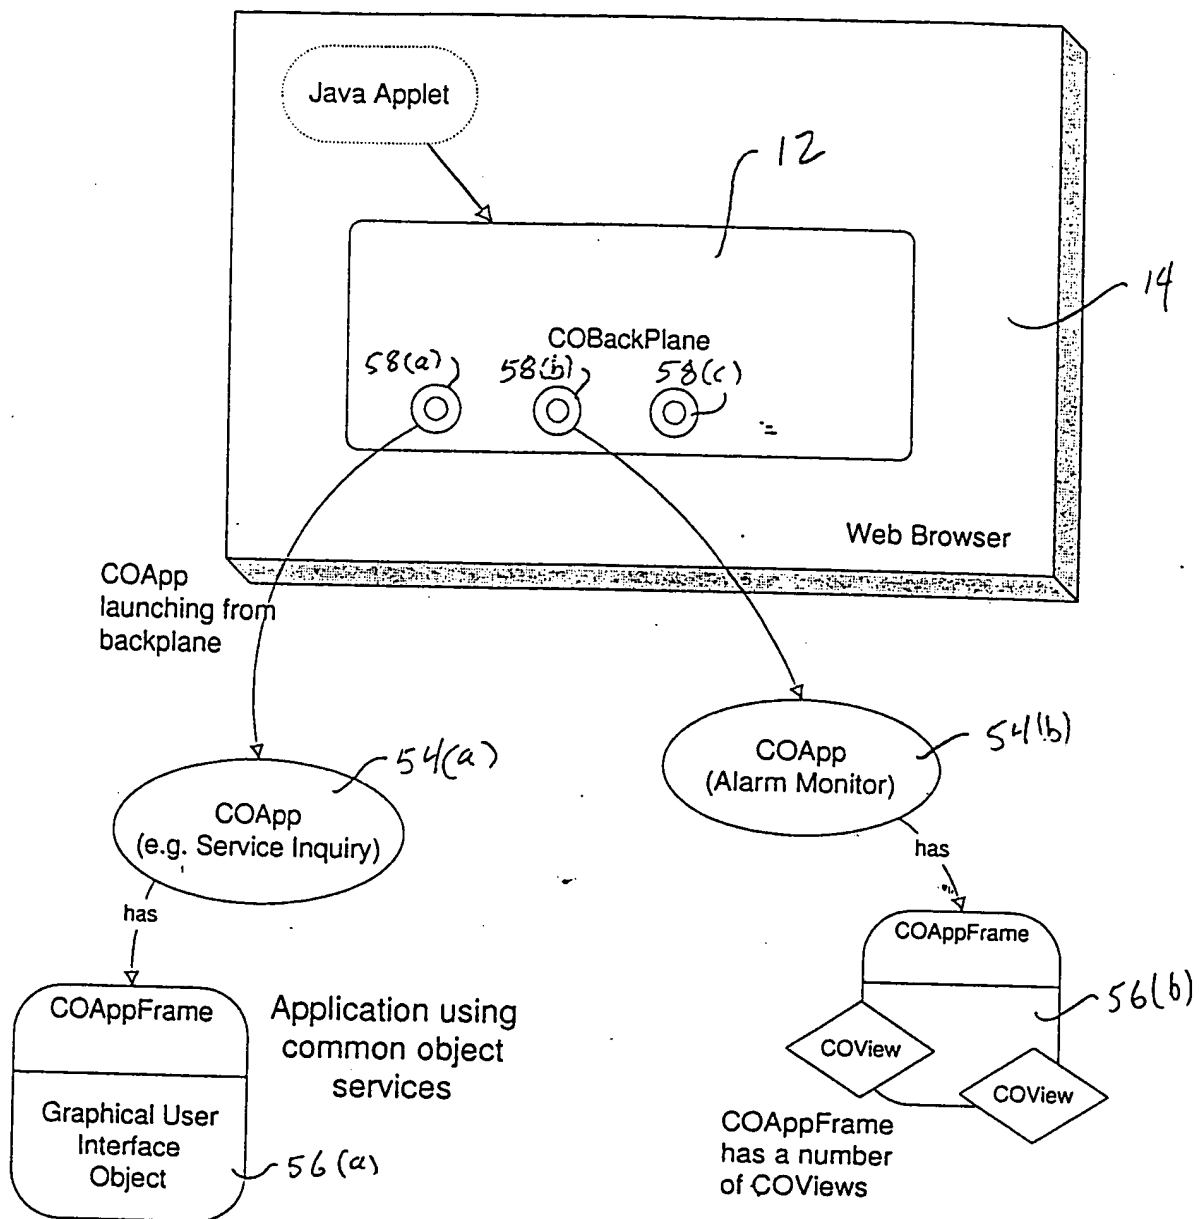 Java Applet
12
14
COBackPlane
58(a)
58(b)
58(c)
Web Browser
COApp
launching from
backplane
54(a)
COApp
(e.g. Service Inquiry)
54(b)
COApp
(Alarm Monitor)
has
has
COAppFrame
Graphical User
Interface
Object
56(a)
Application using
common object
services
COAppFrame
56(b)
COView
COView
COAppFrame
has a number
of COViews